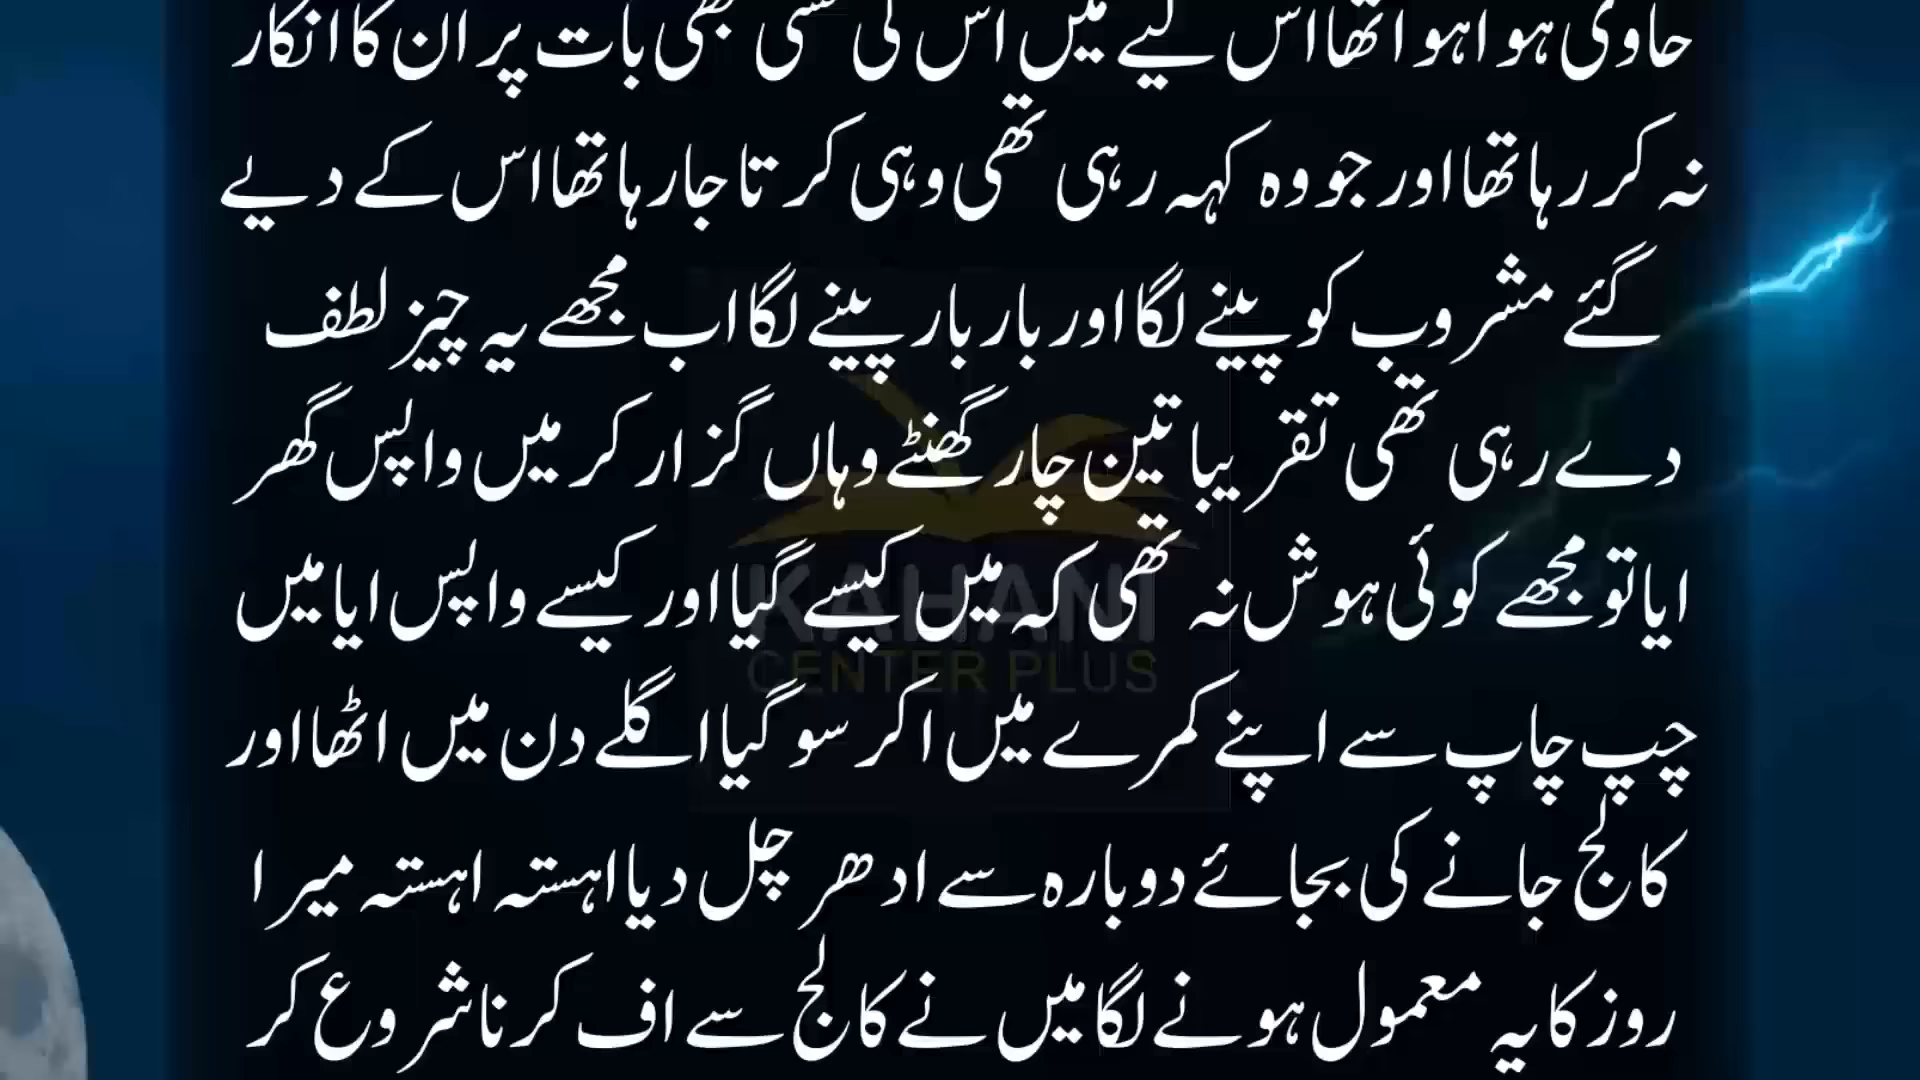 حاوی ہوا ہوا تھا اس لیے میں اس کی کسی بھی بات پر ان کا انکار
نہ کر رہا تھا اور جو وہ کہہ رہی تھی وہی کرتا جا رہا تھا اس کے دیے
گئے مشروب کو پینے لگا اور بار بار پینے لگا اب مجھے یہ چیز لطف
دے رہی تھی تقریبا تین چار گھنٹے وہاں گزار کر میں واپس گھر
ایا تو مجھے کوئی ہوش نہ تھی کہ میں کیسے گیا اور کیسے واپس ایا میں
چپ چاپ سے اپنے کمرے میں اکر سو گیا اگلے دن میں اٹھا اور
کالج جانے کی بجائے دوبارہ سے ادھر چل دیا اہستہ اہستہ میرا
روز کا یہ معمول ہونے لگا میں نے کالج سے اف کرنا شروع کر
KAHANI
CENTER PLUS